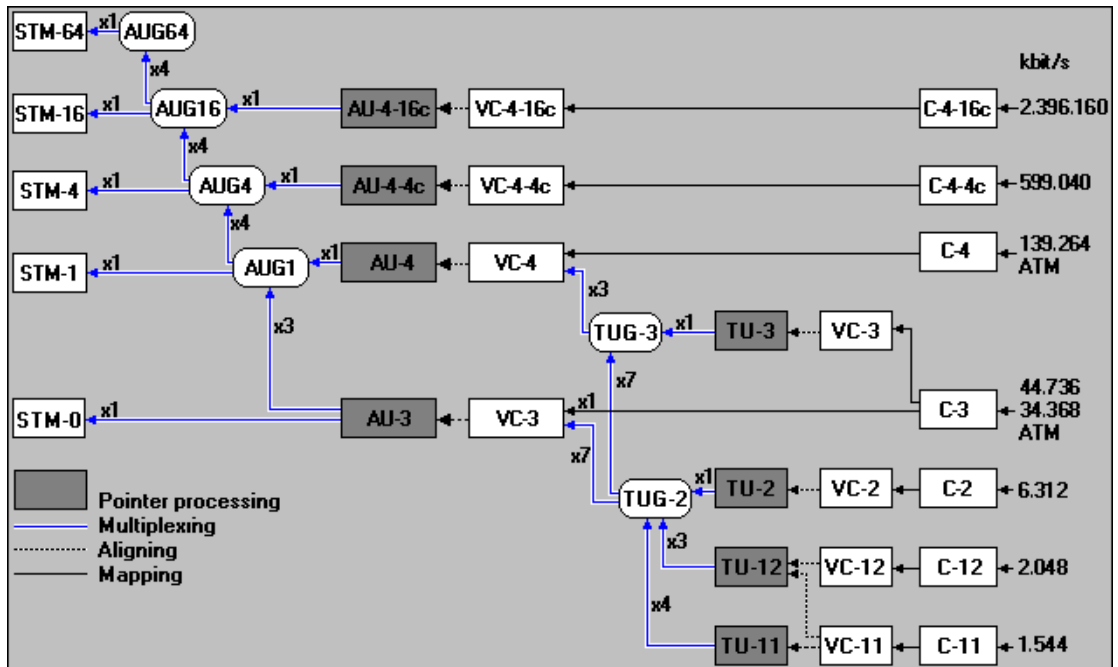 STM-64 x1 AUG64
x4
kbit/s
STM-16 x1 AUG16 x1 AU-4-16c VC-4-16c C-4-16c 2.396.160
x4
STM-4 x1 AUG4 x1 AU-4-4c VC-4-4c C-4-4c 599.040
x4
STM-1 x1 AUG1 x1 AU-4 VC-4 C-4 139.264
ATM
x3
x3 TUG-3 x1 TU-3 VC-3
x7
44.736
STM-0 x1 AU-3 VC-3 x1 C-3 34.368
ATM
x7
Pointer processing
TUG-2 x1 TU-2 VC-2 C-2 6.312
Multiplexing
Aligning
x3
Mapping
TU-12 VC-12 C-12 2.048
x4
TU-11 VC-11 C-11 1.544